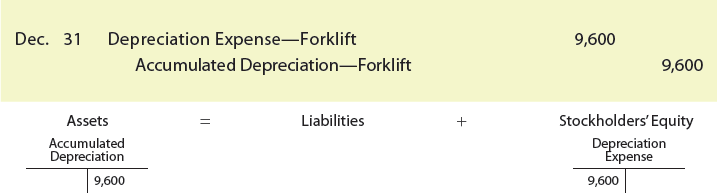 Dec. 31 Depreciation Expense—Forklift 9,600
Accumulated Depreciation—Forklift 9,600
Assets = Liabilities + Stockholders’ Equity
Accumulated Depreciation Depreciation Expense
9,600 9,600